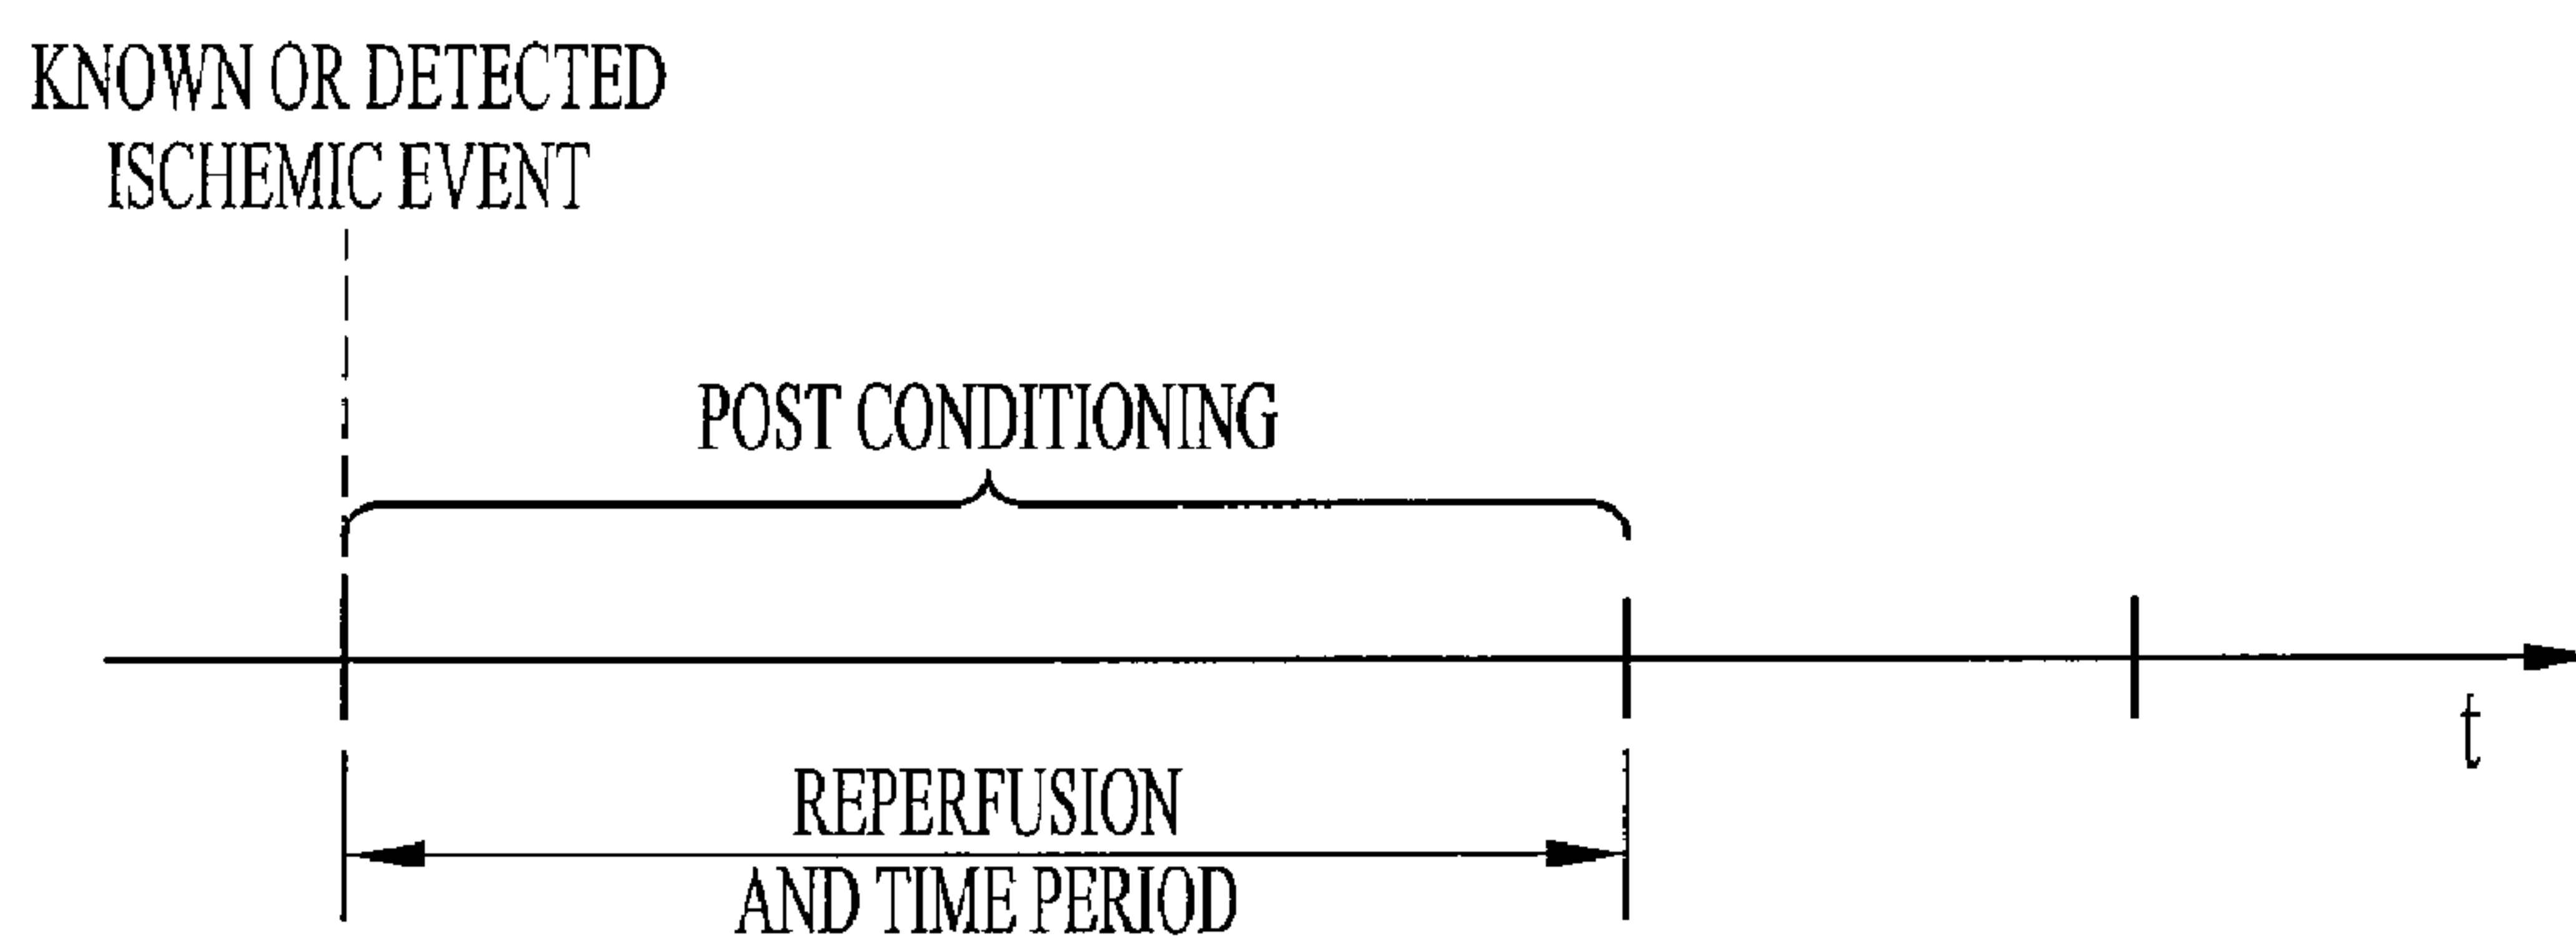 KNOWN OR DETECTED
ISCHEMIC EVENT
POST CONDITIONING
t
REPERFUSION
AND TIME PERIOD